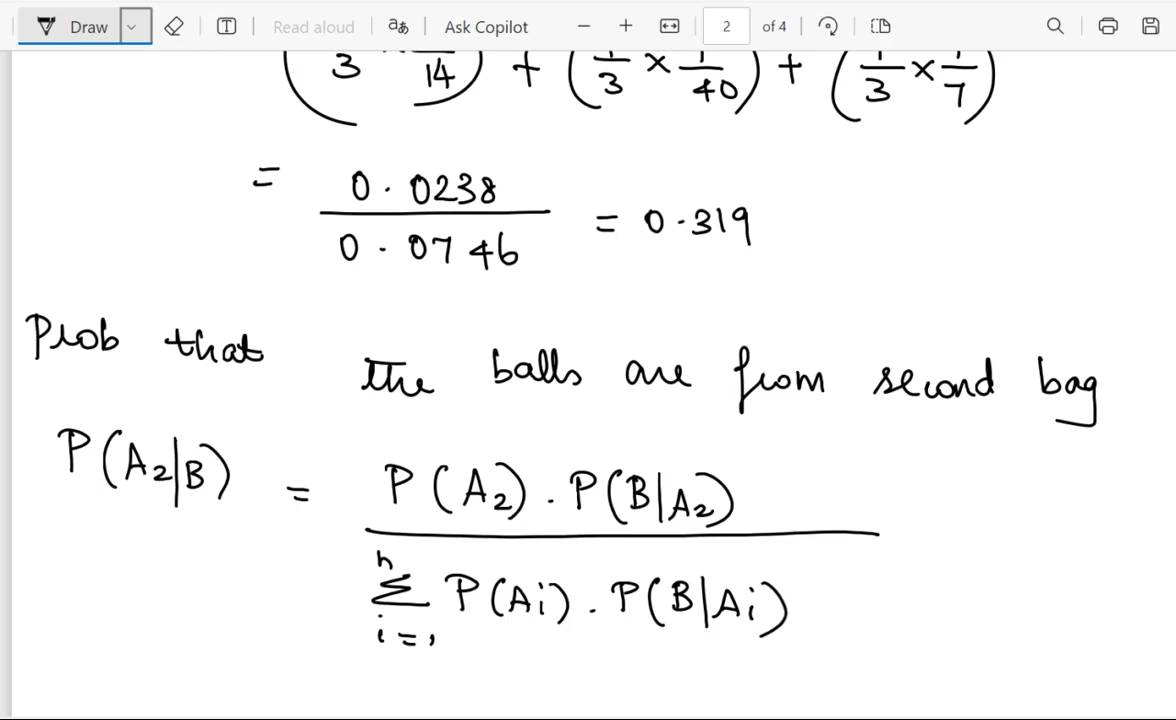 Draw Read aloud aあ Ask Copilot − + 2 of 4
3 14) + (1/3 × 1/40) + (1/3 × 1/7)
= 0.0238 / 0.0746 = 0.319
Prob that the balls are from second bag
P(A₂|B) = P(A₂) . P(B|A₂)
n
Σ P(Ai) . P(B|Ai)
i=1